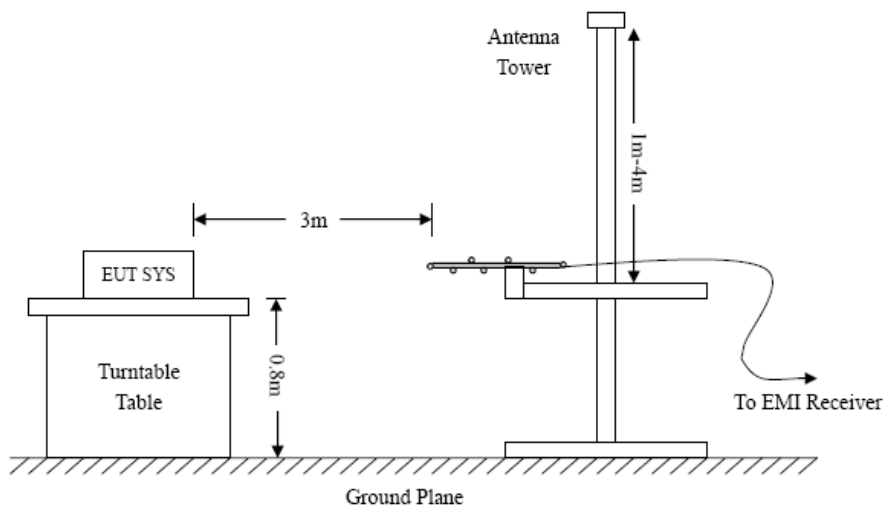 Antenna
Tower
1m-4m
3m
EUT SYS
0.8m
Turntable
Table
To EMI Receiver
Ground Plane